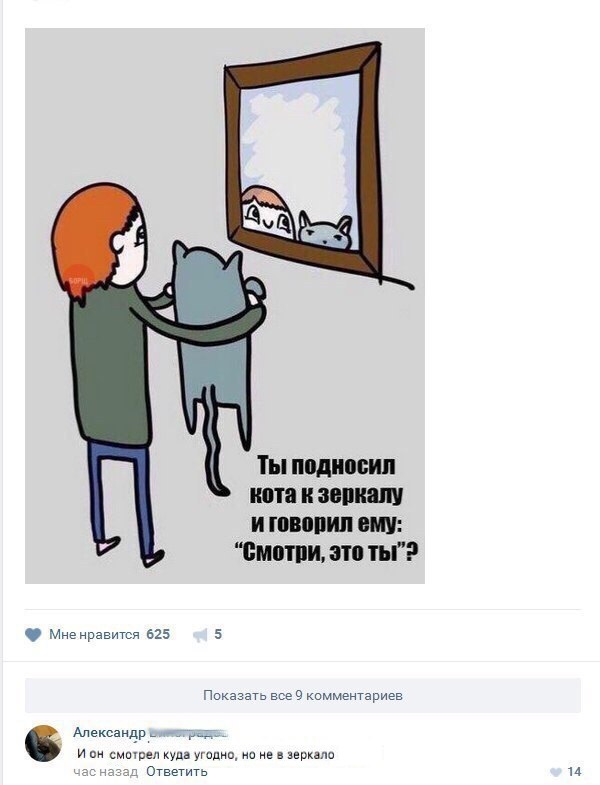 БОРЩ
Ты подносил
кота к зеркалу
и говорил ему:
“Смотри, это ты”?
Мне нравится 625 5
Показать все 9 комментариев
Александр
И он смотрел куда угодно, но не в зеркало
час назад Ответить 14